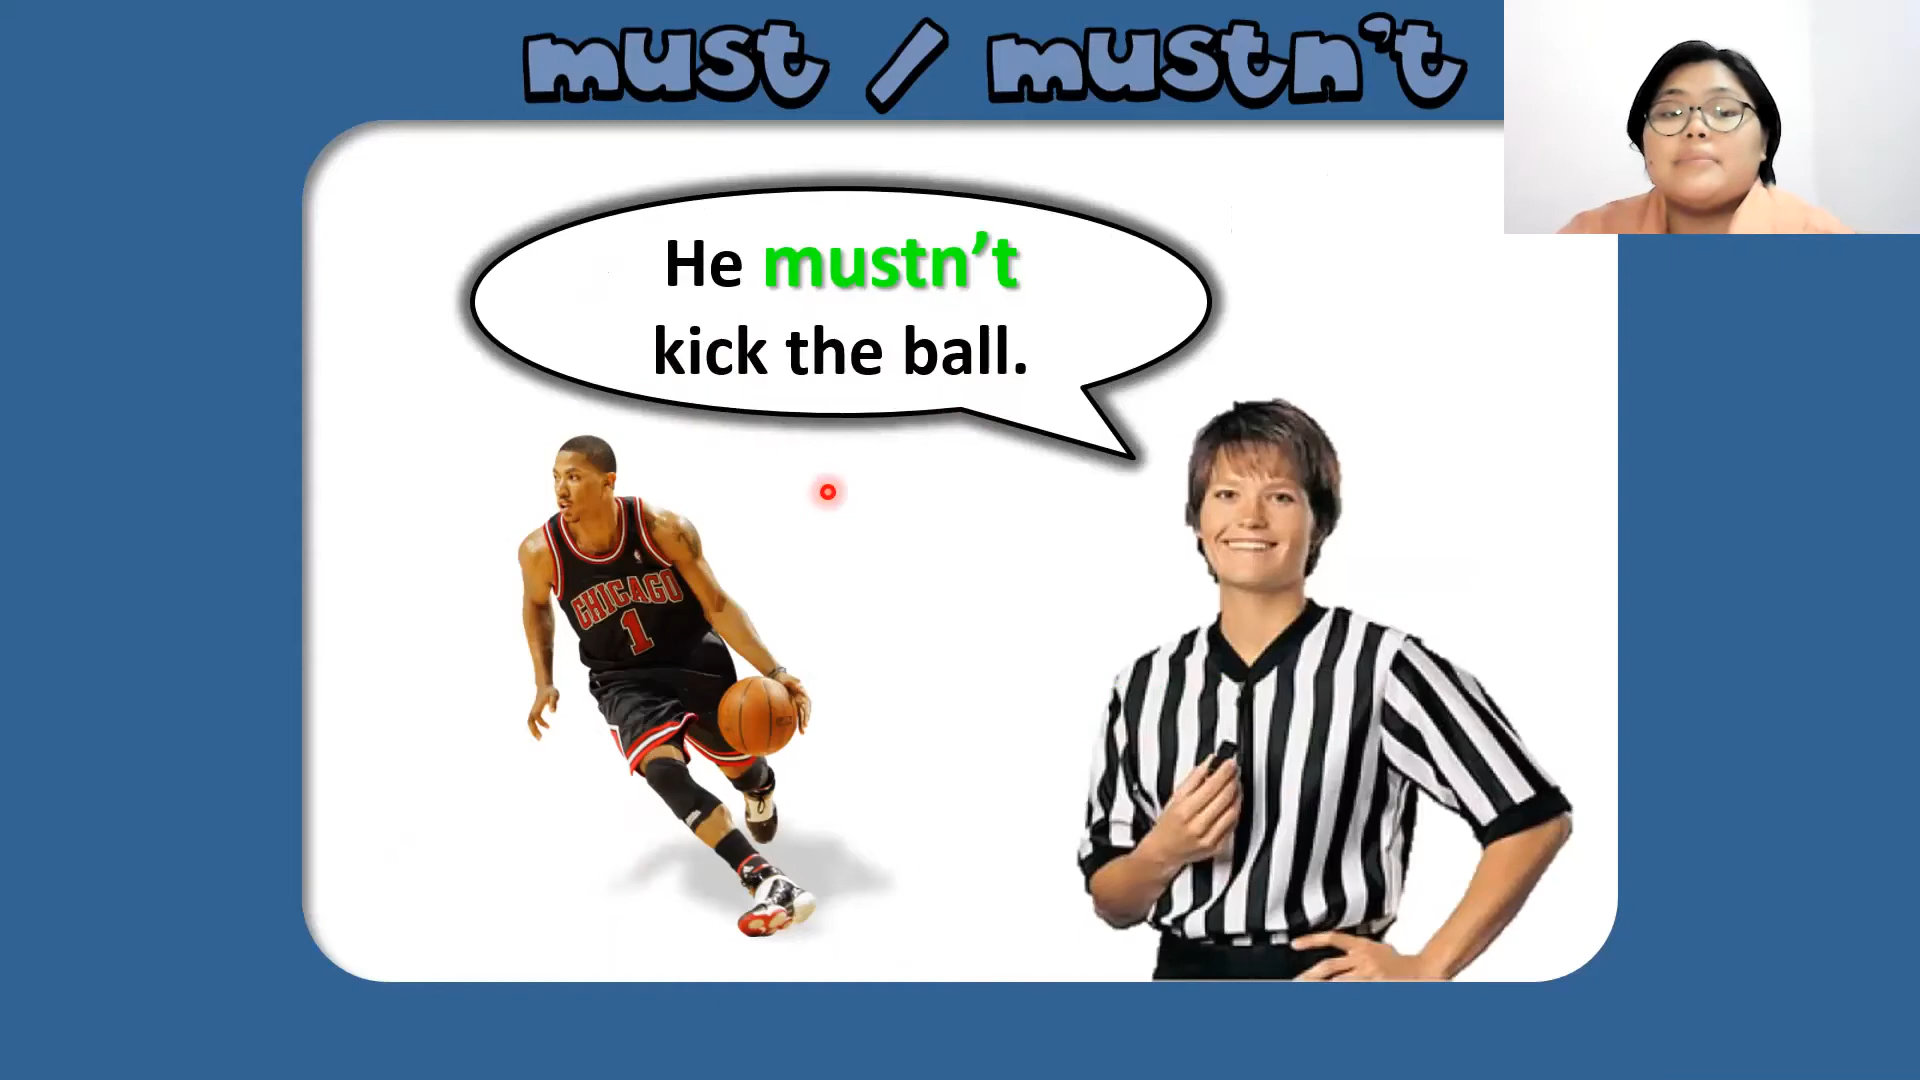 must / mustn’t
He mustn’t
kick the ball.
CHICAGO
1